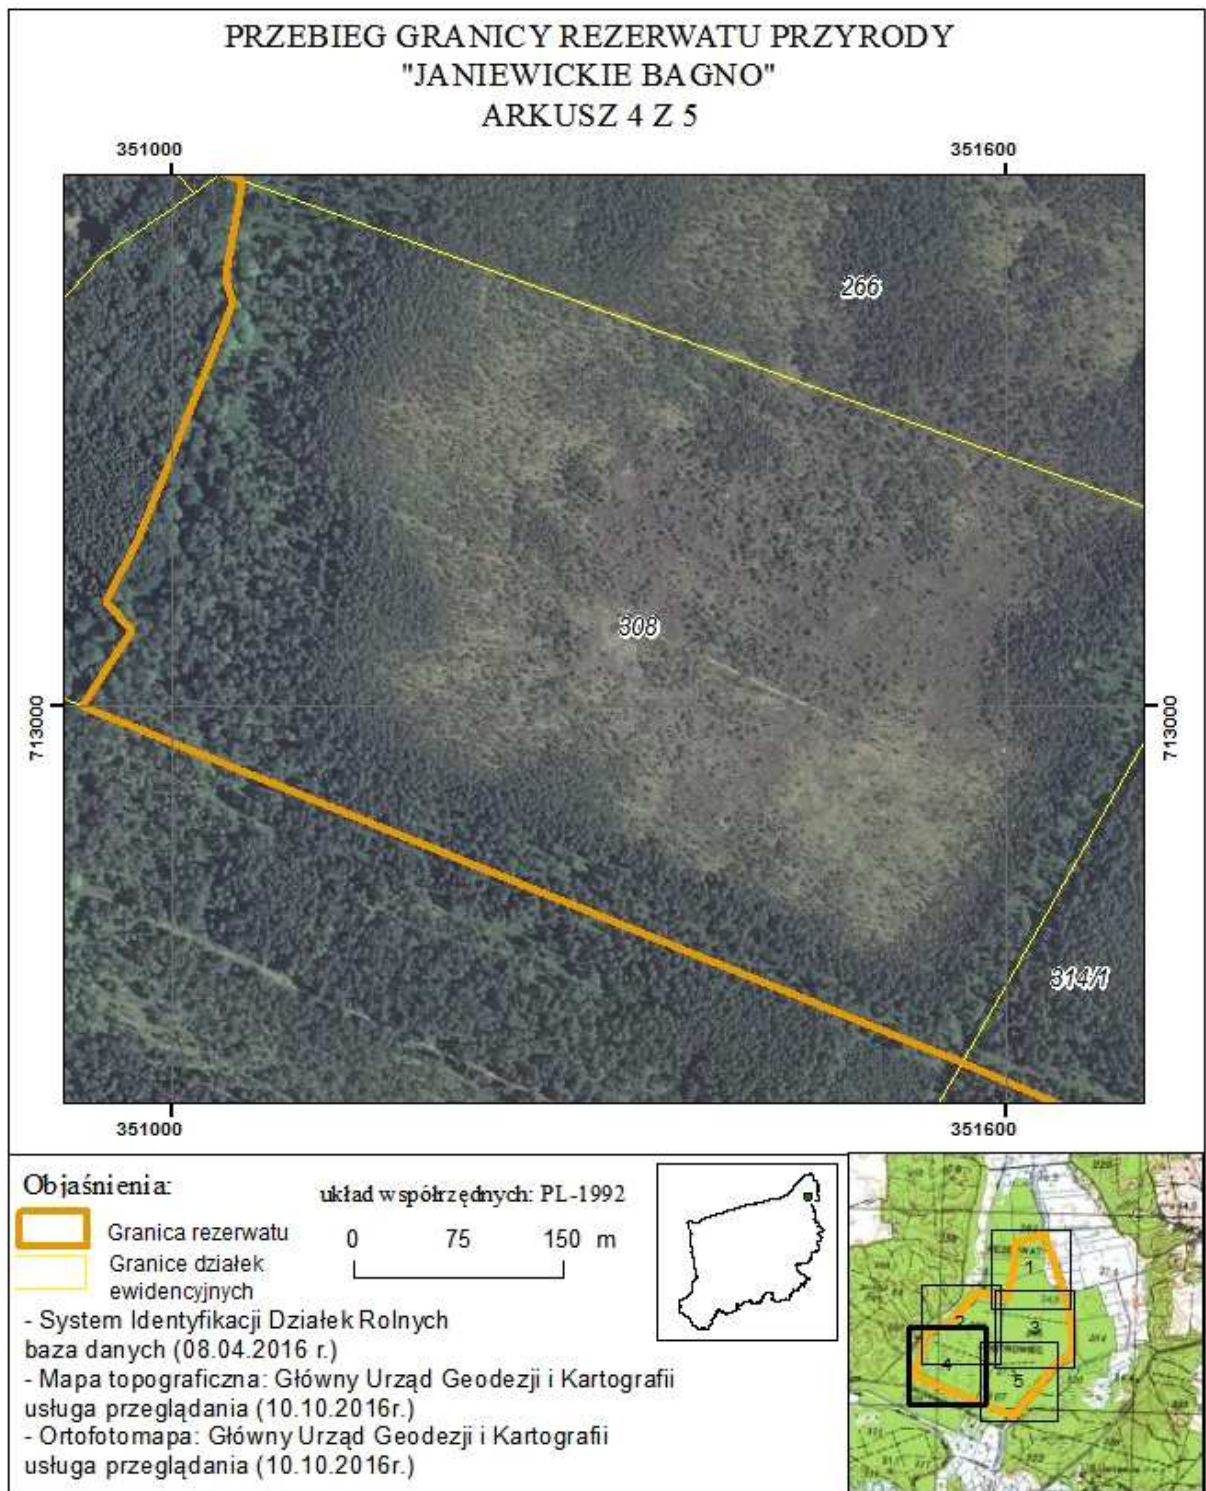 PRZEBIEG GRANICY REZERWATU PRZYRODY
"JANIEWICKIE BAGNO"
ARKUSZ 4 Z 5
351000 351600
266
308
713000 713000
314/1
351000 351600
Objaśnienia:
Granica rezerwatu
Granice działek
ewidencyjnych
układ współrzędnych: PL-1992
0 75 150 m
- System Identyfikacji Działek Rolnych
baza danych (08.04.2016 r.)
- Mapa topograficzna: Główny Urząd Geodezji i Kartografii
usługa przeglądania (10.10.2016r.)
- Ortofotomapa: Główny Urząd Geodezji i Kartografii
usługa przeglądania (10.10.2016r.)
1
2
3
4
5